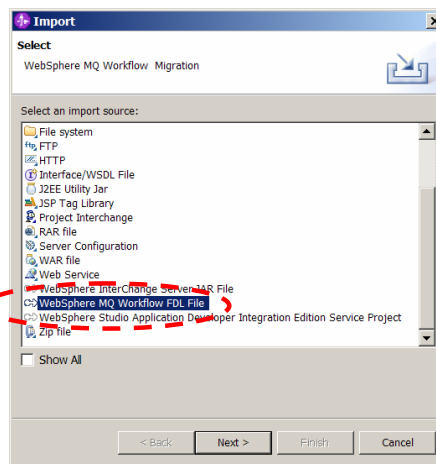 Import
Select
WebSphere MQ Workflow Migration
Select an import source:
File system
FTP
HTTP
Interface/WSDL File
J2EE Utility Jar
JSP Tag Library
Project Interchange
RAR file
Server Configuration
WAR file
Web Service
WebSphere InterChange Server JAR File
WebSphere MQ Workflow FDL File
WebSphere Studio Application Developer Integration Edition Service Project
Zip file
Show All
< Back Next > Finish Cancel